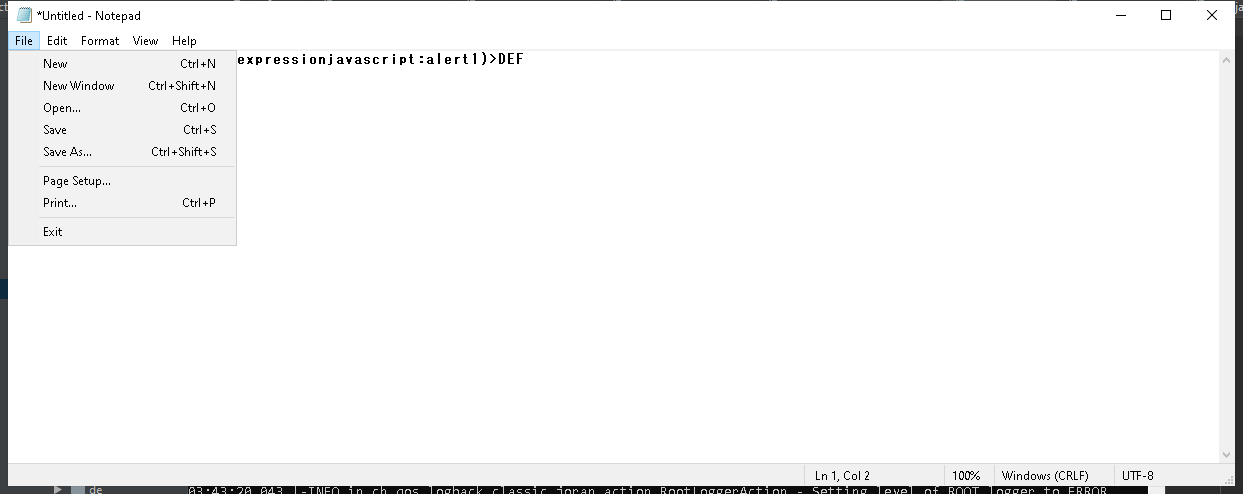 *Untitled - Notepad
File Edit Format View Help
expressionjavascript:alert1)>DEF
New Ctrl+N
New Window Ctrl+Shift+N
Open... Ctrl+O
Save Ctrl+S
Save As... Ctrl+Shift+S
Page Setup...
Print... Ctrl+P
Exit
Ln 1, Col 2 100% Windows (CRLF) UTF-8
de 03:43:20,043 |-INFO in ch.qos.logback.classic.joran.action.RootLoggerAction - Setting level of ROOT logger to ERROR